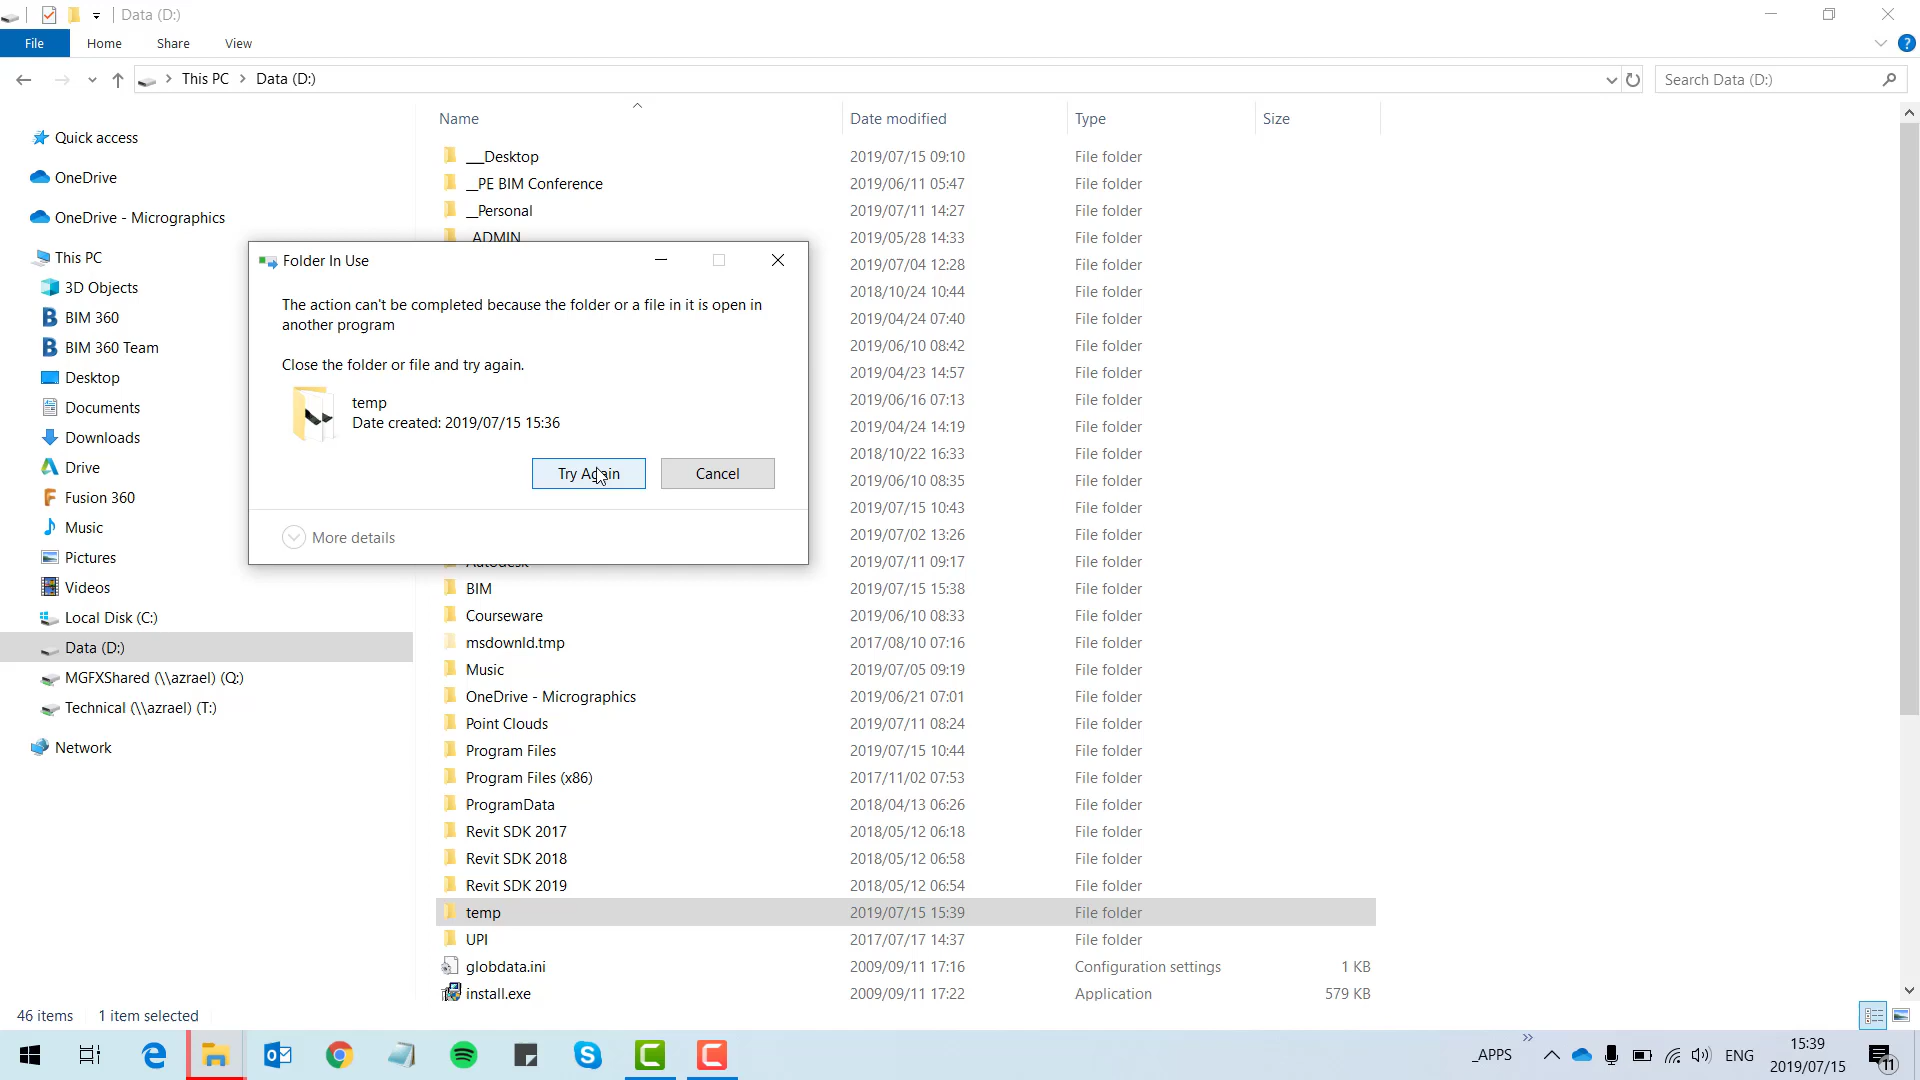 Data (D:)
File
Home
Share
View
This PC
Data (D:)
Search Data (D:)
Name
Date modified
Type
Size
Quick access
OneDrive
OneDrive - Micrographics
This PC
3D Objects
BIM 360
BIM 360 Team
Desktop
Documents
Downloads
Drive
Fusion 360
Music
Pictures
Videos
Local Disk (C:)
Data (D:)
MGFXShared (\\azrael) (Q:)
Technical (\\azrael) (T:)
Network
___Desktop 2019/07/15 09:10 File folder
__PE BIM Conference 2019/06/11 05:47 File folder
__Personal 2019/07/11 14:27 File folder
_ADMIN 2019/05/28 14:33 File folder
2019/07/04 12:28 File folder
2018/10/24 10:44 File folder
2019/04/24 07:40 File folder
2019/06/10 08:42 File folder
2019/04/23 14:57 File folder
2019/06/16 07:13 File folder
2019/04/24 14:19 File folder
2018/10/22 16:33 File folder
2019/06/10 08:35 File folder
2019/07/15 10:43 File folder
2019/07/02 13:26 File folder
Autodesk 2019/07/11 09:17 File folder
BIM 2019/07/15 15:38 File folder
Courseware 2019/06/10 08:33 File folder
msdownld.tmp 2017/08/10 07:16 File folder
Music 2019/07/05 09:19 File folder
OneDrive - Micrographics 2019/06/21 07:01 File folder
Point Clouds 2019/07/11 08:24 File folder
Program Files 2019/07/15 10:44 File folder
Program Files (x86) 2017/11/02 07:53 File folder
ProgramData 2018/04/13 06:26 File folder
Revit SDK 2017 2018/05/12 06:18 File folder
Revit SDK 2018 2018/05/12 06:58 File folder
Revit SDK 2019 2018/05/12 06:54 File folder
temp 2019/07/15 15:39 File folder
UPI 2017/07/17 14:37 File folder
globdata.ini 2009/09/11 17:16 Configuration settings 1 KB
install.exe 2009/09/11 17:22 Application 579 KB
Folder In Use
The action can't be completed because the folder or a file in it is open in
another program
Close the folder or file and try again.
temp
Date created: 2019/07/15 15:36
Try Again
Cancel
More details
46 items
1 item selected
_APPS
ENG
15:39
2019/07/15
11